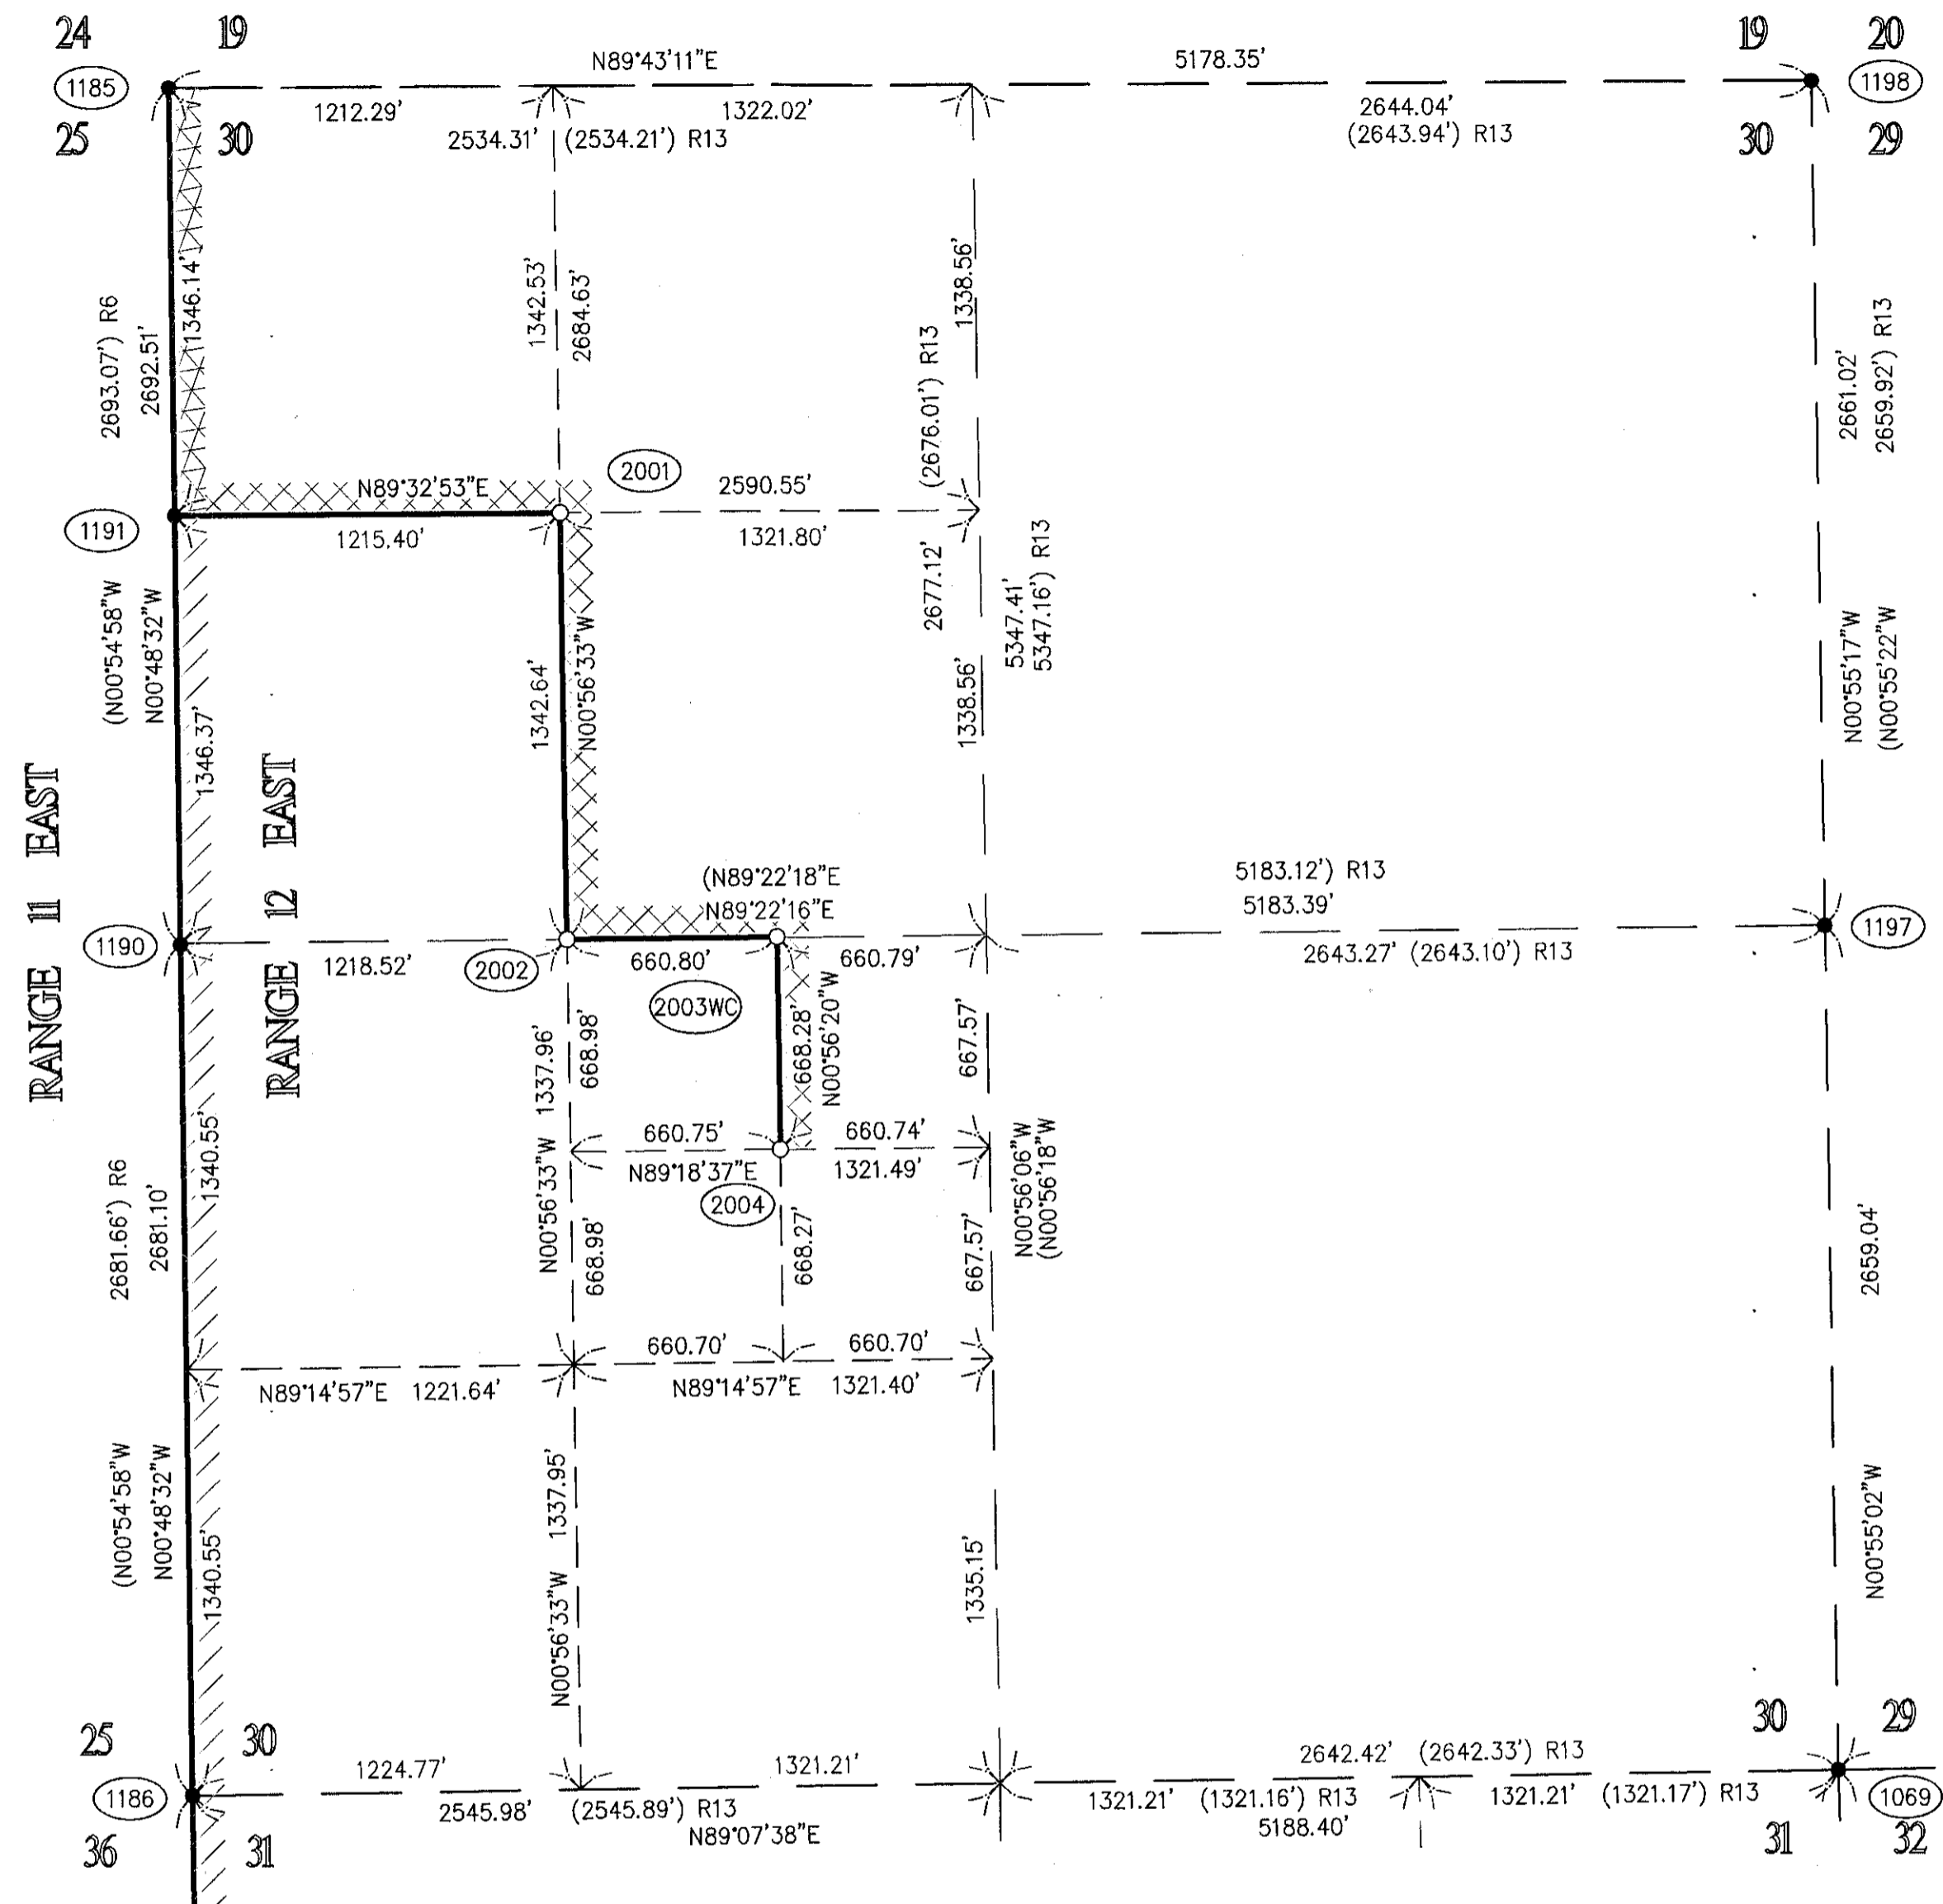 24 19
N89°43'11"E
5178.35'
19 20
1185
1198
1212.29'
1322.02'
2644.04'
25 30
2534.31' (2534.21') R13
(2643.94') R13
30 29
2693.07') R6
2692.51'
1346.14'
1342.53'
2684.63'
(2676.01') R13
1338.56'
2661.02'
2659.92') R13
2001
N89°32'53"E
2590.55'
1191
1215.40'
1321.80'
(N00°54'58"W
N00°48'32"W
1346.37'
1342.64'
N00°56'33"W
2677.12'
1338.56'
5347.41'
5347.16') R13
N00°55'17"W
(N00°55'22"W
RANGE 11 EAST
RANGE 12 EAST
(N89°22'18"E
N89°22'16"E
5183.12') R13
5183.39'
1190
1218.52'
2002
660.80'
660.79'
2643.27' (2643.10') R13
1197
2003WC
1337.96'
668.98'
668.28'
N00°56'20"W
667.57'
1340.55'
660.75'
660.74'
N89°18'37"E
1321.49'
2004
N00°56'33"W
668.98'
668.27'
667.57'
N00°56'06"W
(N00°56'18"W
2681.66') R6
2681.10'
2659.04'
660.70'
660.70'
N89°14'57"E 1221.64'
N89°14'57"E 1321.40'
(N00°54'58"W
N00°48'32"W
1340.55'
N00°56'33"W 1337.95'
1335.15'
N00°55'02"W
25 30
30 29
1224.77'
1321.21'
2642.42' (2642.33') R13
1186
2545.98' (2545.89') R13
1321.21' (1321.16') R13
1321.21' (1321.17') R13
1069
N89°07'38"E
5188.40'
36 31
31 32